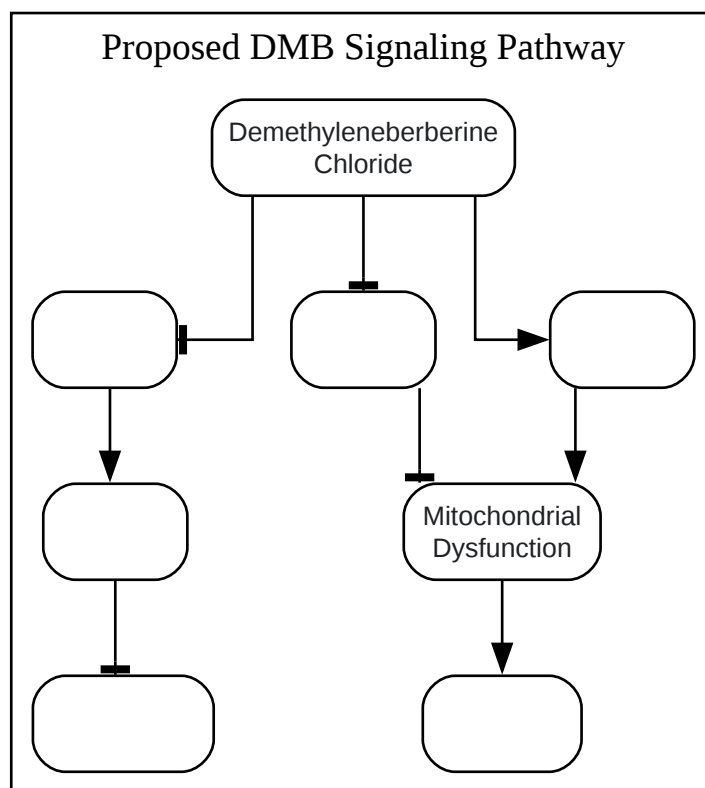 Proposed DMB Signaling Pathway
Demethyleneberberine
Chloride
Mitochondrial
Dysfunction